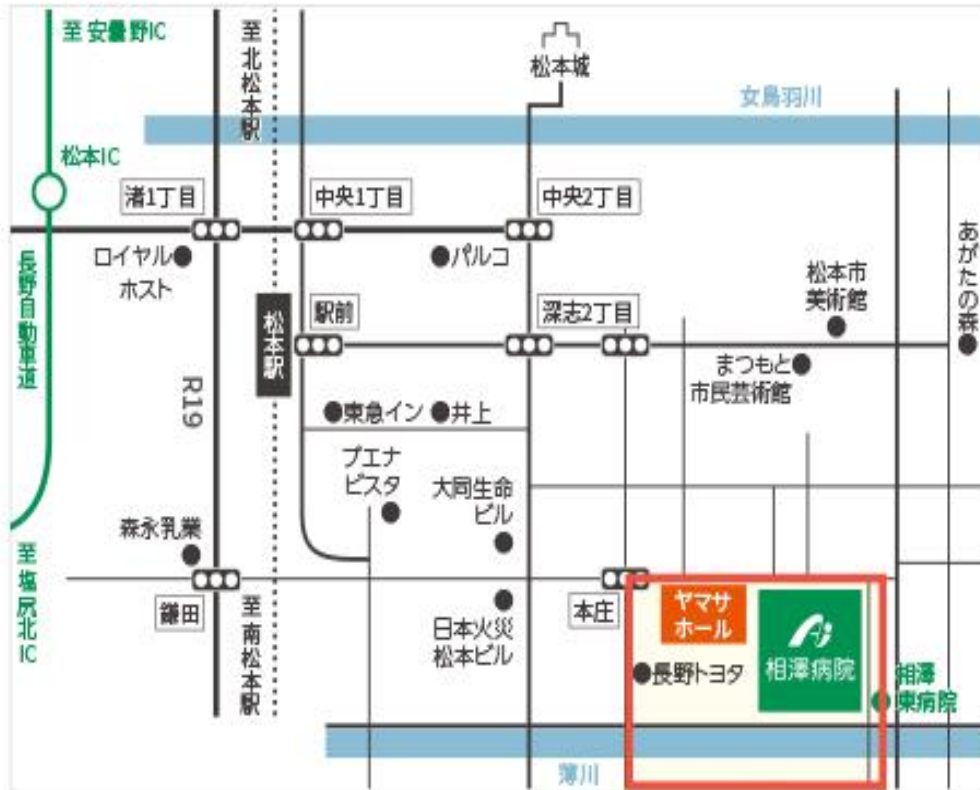 至安曇野IC
至北松本駅
松本城
女鳥羽川
松本IC
渚1丁目
中央1丁目
中央2丁目
ロイヤル
ホスト
パルコ
あがたの森
長野自動車道
松本駅
駅前
深志2丁目
松本市
美術館
まつもと
市民芸術館
R19
東急イン
井上
ブエナ
ビスタ
大同生命
ビル
森永乳業
至塩尻北IC
鎌田
至南松本駅
日本火災
松本ビル
本庄
ヤマサ
ホール
相澤病院
長野トヨタ
相澤
東病院
薄川